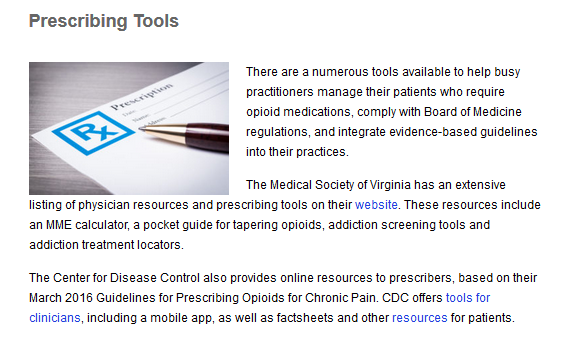 Prescribing Tools
Prescription
Date:
Name:
Address:
Rx
There are a numerous tools available to help busy
practitioners manage their patients who require
opioid medications, comply with Board of Medicine
regulations, and integrate evidence-based guidelines
into their practices.
The Medical Society of Virginia has an extensive
listing of physician resources and prescribing tools on their website. These resources include
an MME calculator, a pocket guide for tapering opioids, addiction screening tools and
addiction treatment locators.
The Center for Disease Control also provides online resources to prescribers, based on their
March 2016 Guidelines for Prescribing Opioids for Chronic Pain. CDC offers tools for
clinicians, including a mobile app, as well as factsheets and other resources for patients.